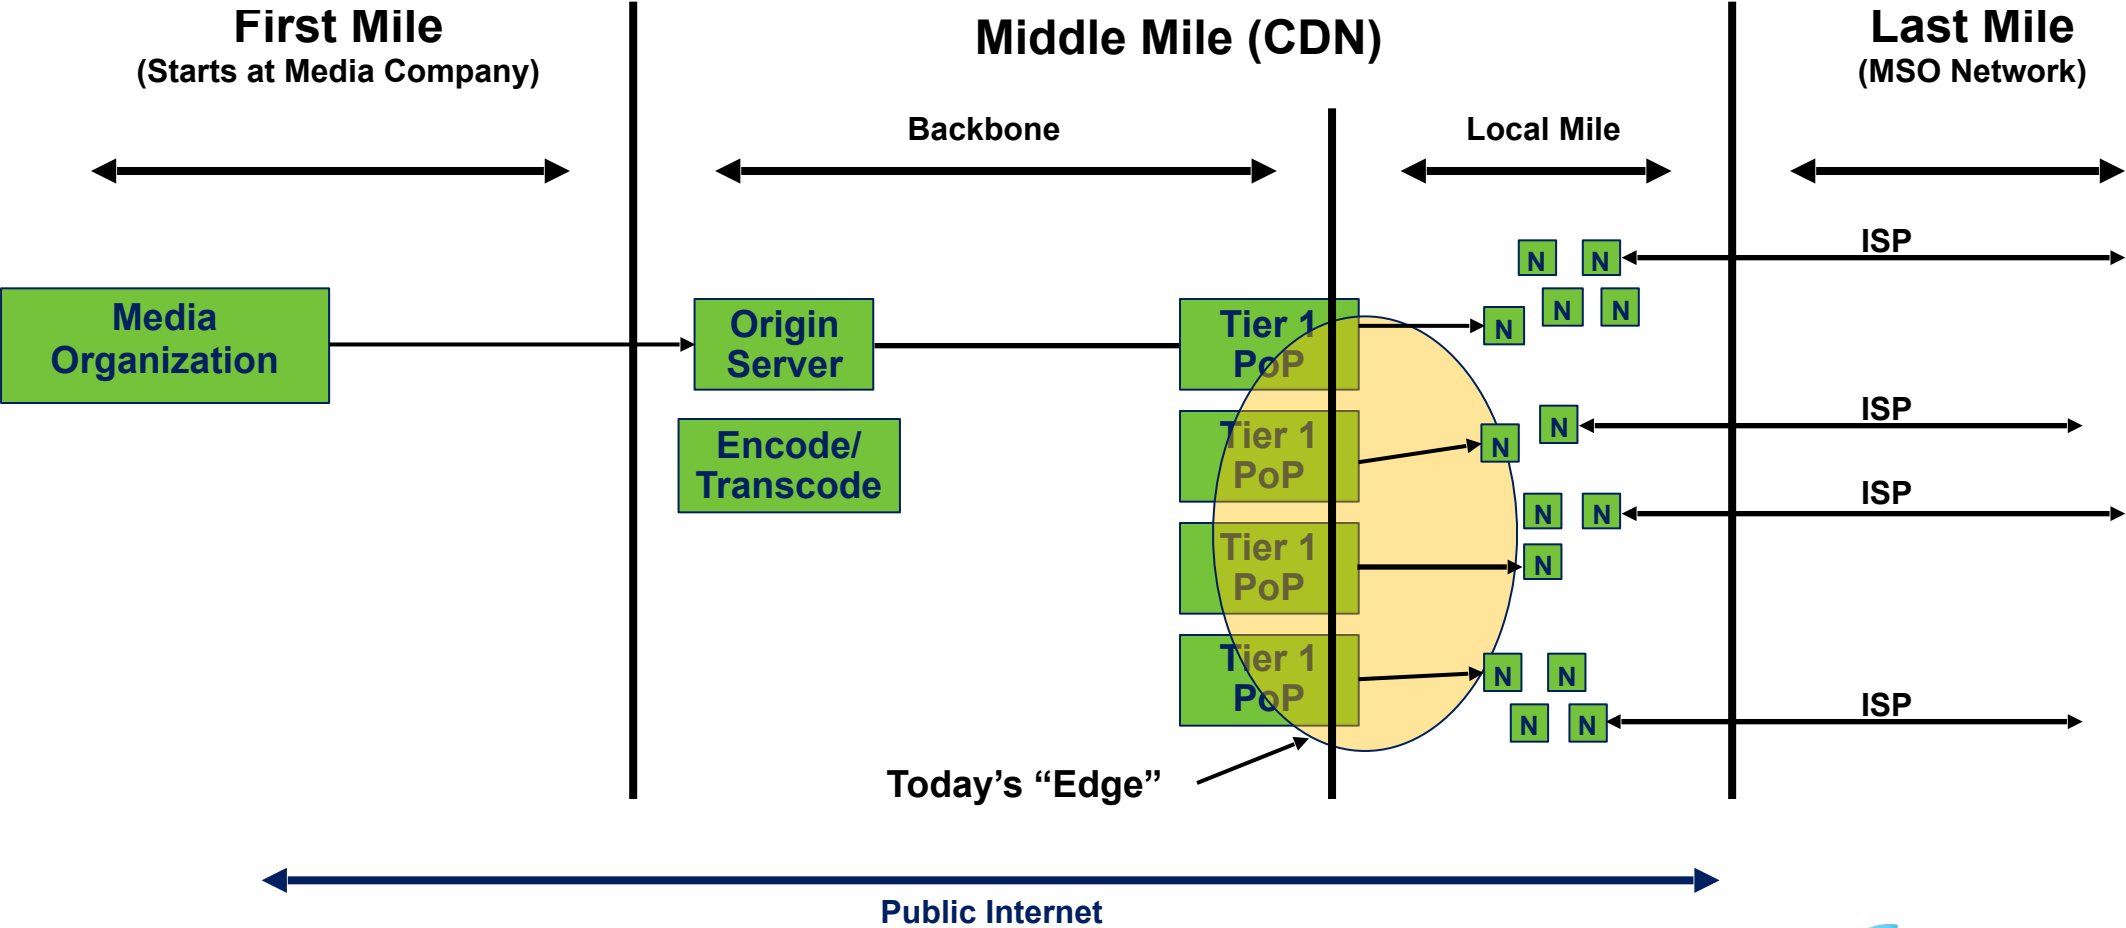 First Mile
(Starts at Media Company)
Middle Mile (CDN)
Last Mile
(MSO Network)
Backbone
Local Mile
Media
Organization
Origin
Server
Encode/
Transcode
Tier 1
PoP
Tier 1
PoP
Tier 1
PoP
Tier 1
PoP
N
N
N
N
N
ISP
N
N
ISP
N
N
N
ISP
N
N
N
N
ISP
Today’s “Edge”
Public Internet